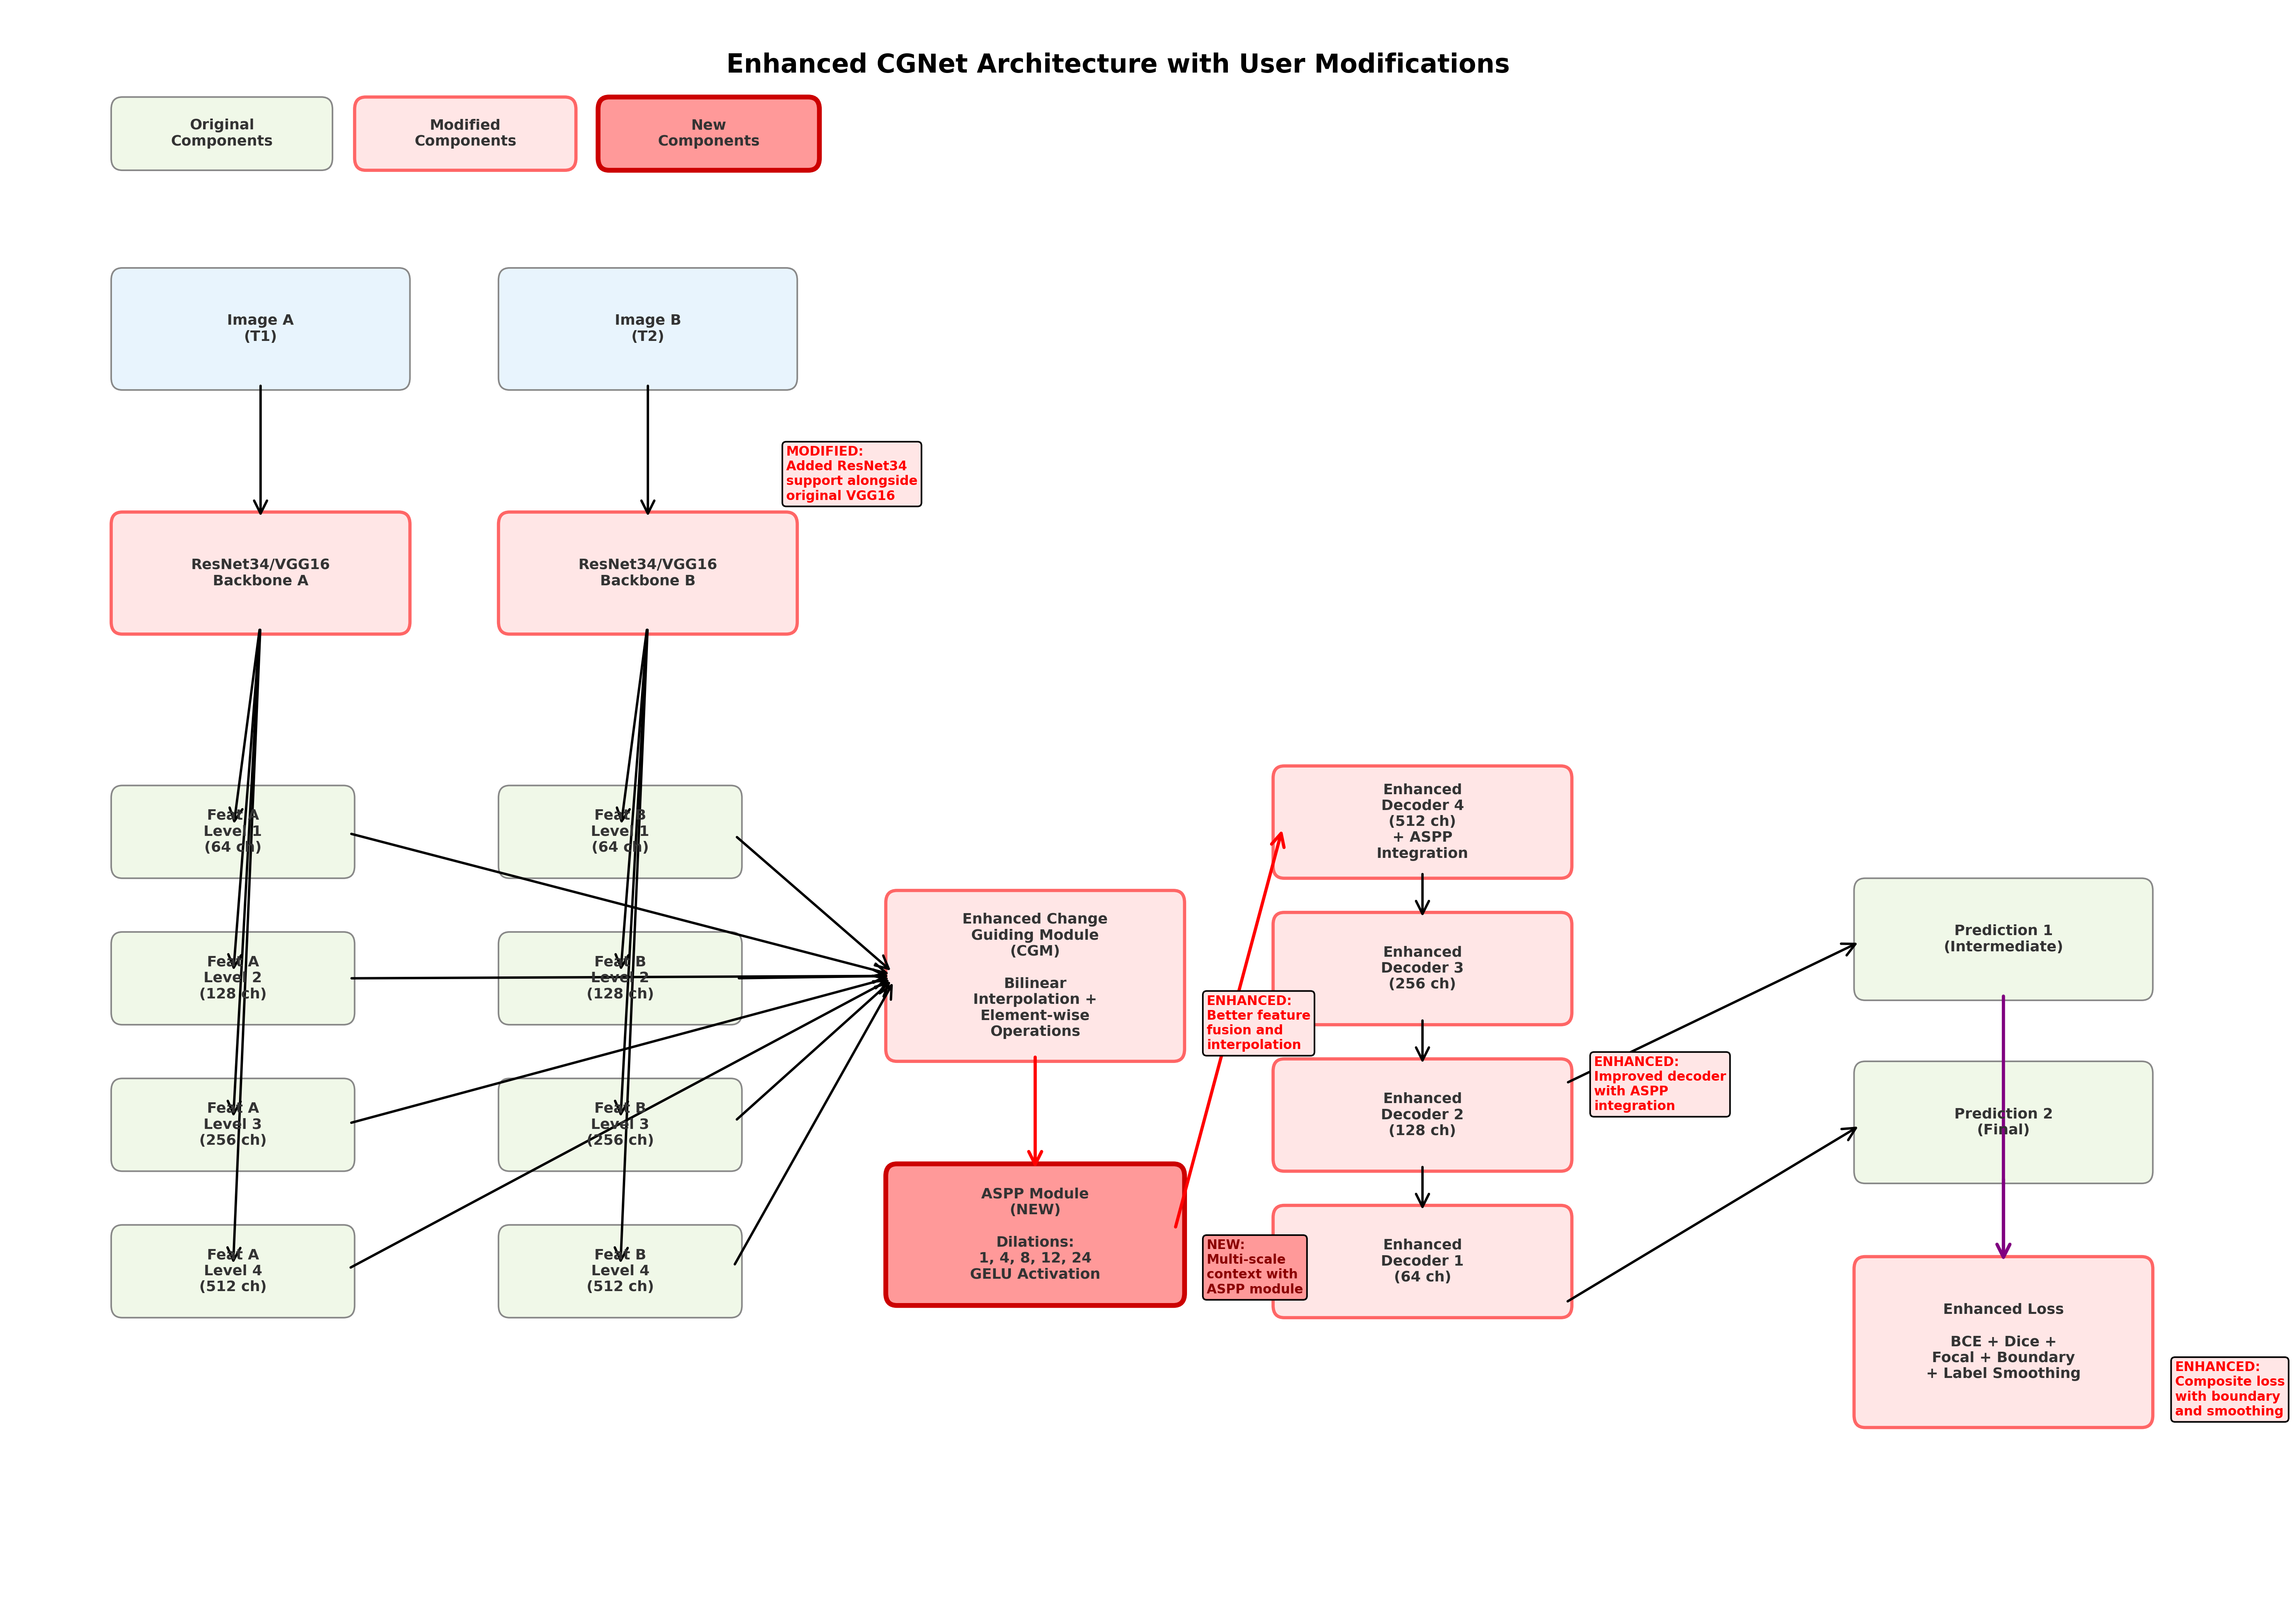 Enhanced CGNet Architecture with User Modifications
Original
Components
Modified
Components
New
Components
Image A
(T1)
Image B
(T2)
MODIFIED:
Added ResNet34
support alongside
original VGG16
ResNet34/VGG16
Backbone A
ResNet34/VGG16
Backbone B
Feat A
Level 1
(64 ch)
Feat B
Level 1
(64 ch)
Feat A
Level 2
(128 ch)
Feat B
Level 2
(128 ch)
Feat A
Level 3
(256 ch)
Feat B
Level 3
(256 ch)
Feat A
Level 4
(512 ch)
Feat B
Level 4
(512 ch)
Enhanced Change
Guiding Module
(CGM)
Bilinear
Interpolation +
Element-wise
Operations
ENHANCED:
Better feature
fusion and
interpolation
ASPP Module
(NEW)
Dilations:
1, 4, 8, 12, 24
GELU Activation
NEW:
Multi-scale
context with
ASPP module
Enhanced
Decoder 4
(512 ch)
+ ASPP
Integration
Enhanced
Decoder 3
(256 ch)
Enhanced
Decoder 2
(128 ch)
Enhanced
Decoder 1
(64 ch)
ENHANCED:
Improved decoder
with ASPP
integration
Prediction 1
(Intermediate)
Prediction 2
(Final)
Enhanced Loss
BCE + Dice +
Focal + Boundary
+ Label Smoothing
ENHANCED:
Composite loss
with boundary
and smoothing